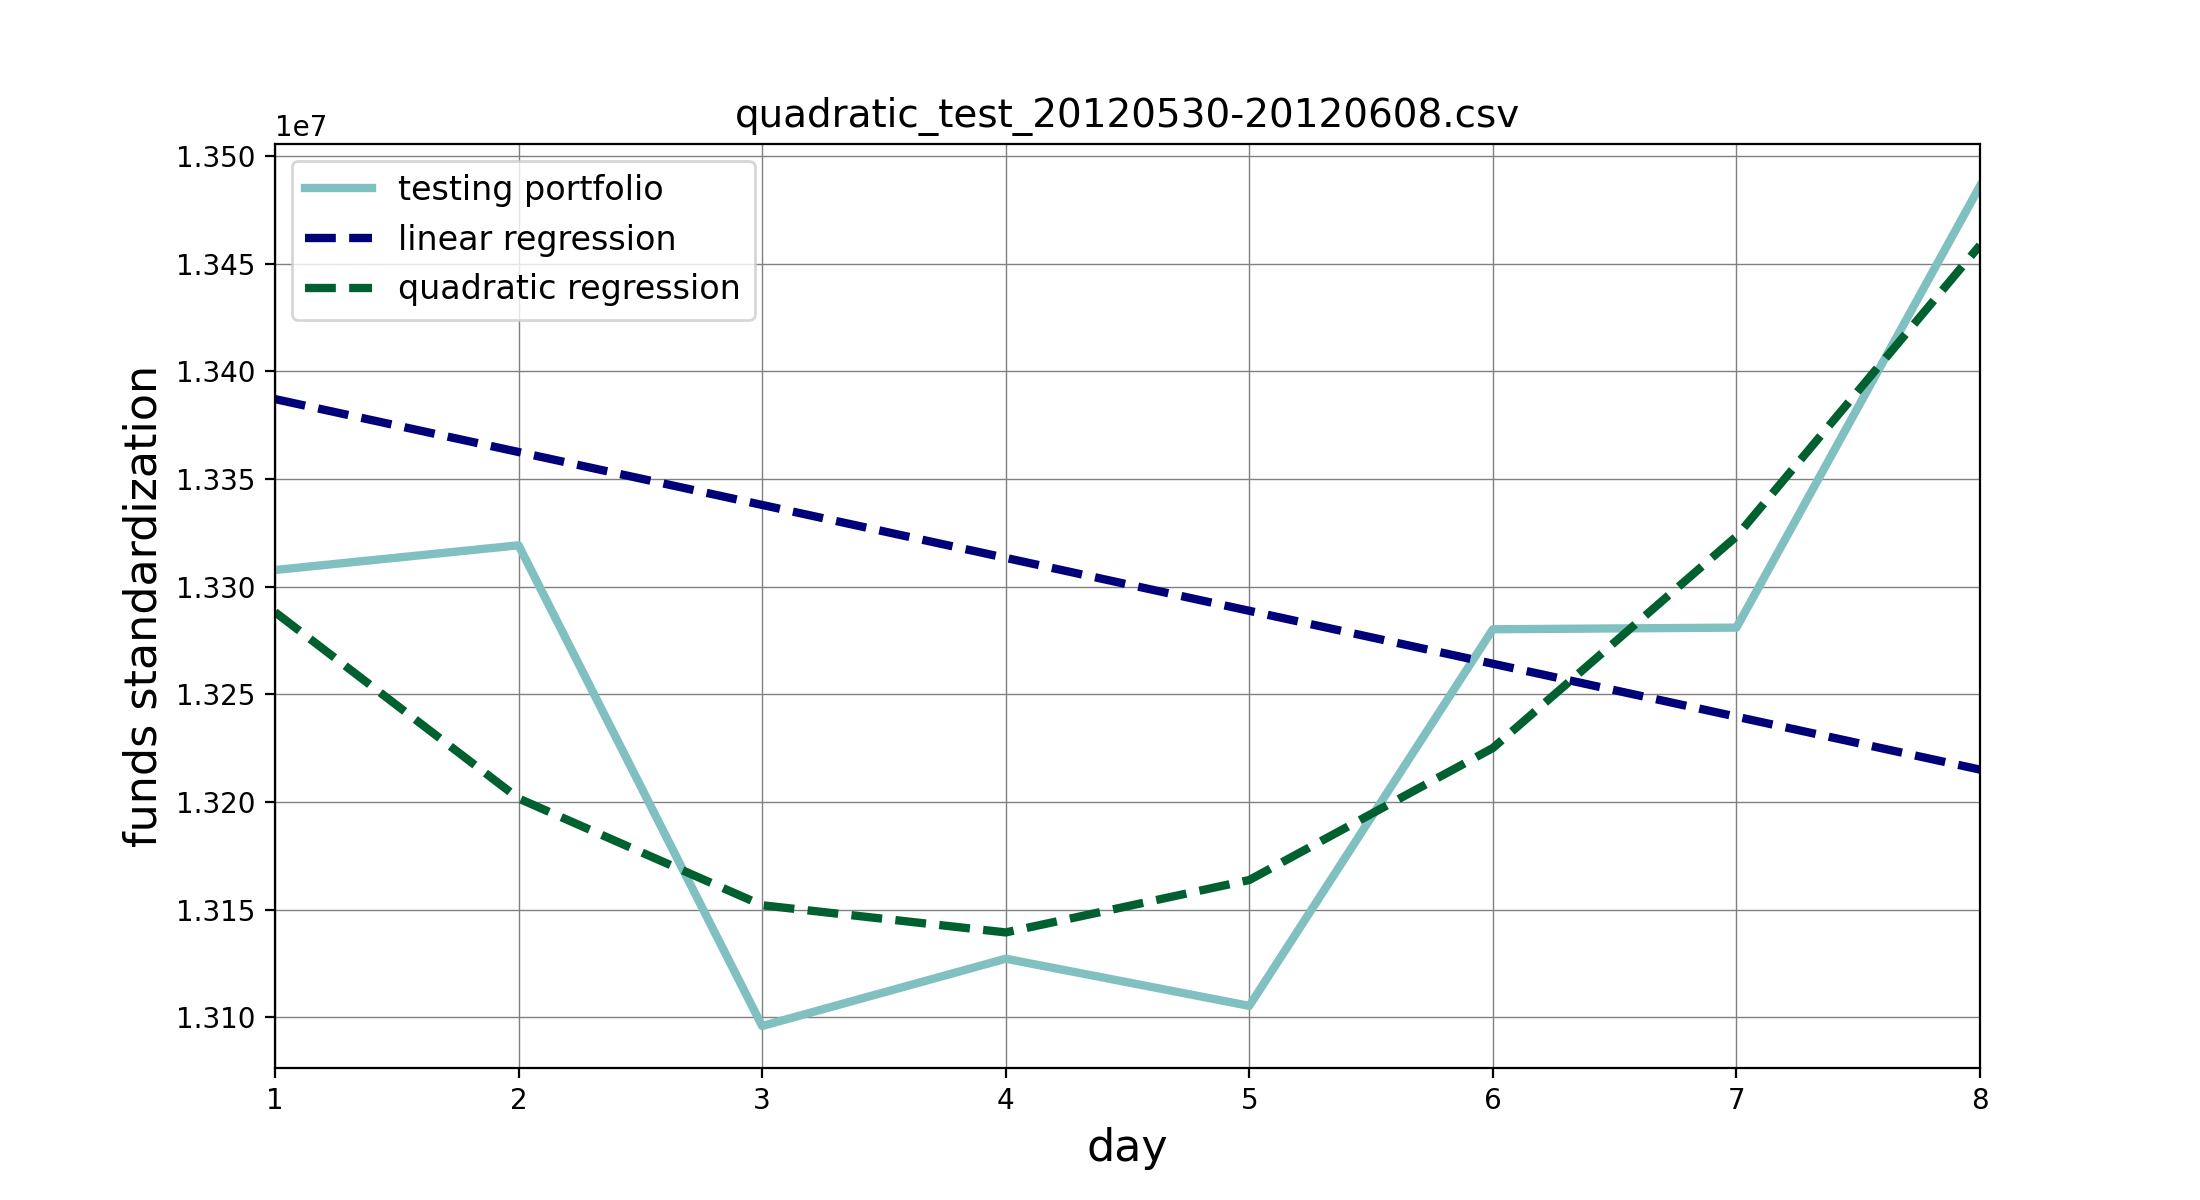 quadratic_test_20120530-20120608.csv
1e7
1.350
1.345
1.340
1.335
1.330
1.325
1.320
1.315
1.310
funds standardization
testing portfolio
linear regression
quadratic regression
1 2 3 4 5 6 7 8
day